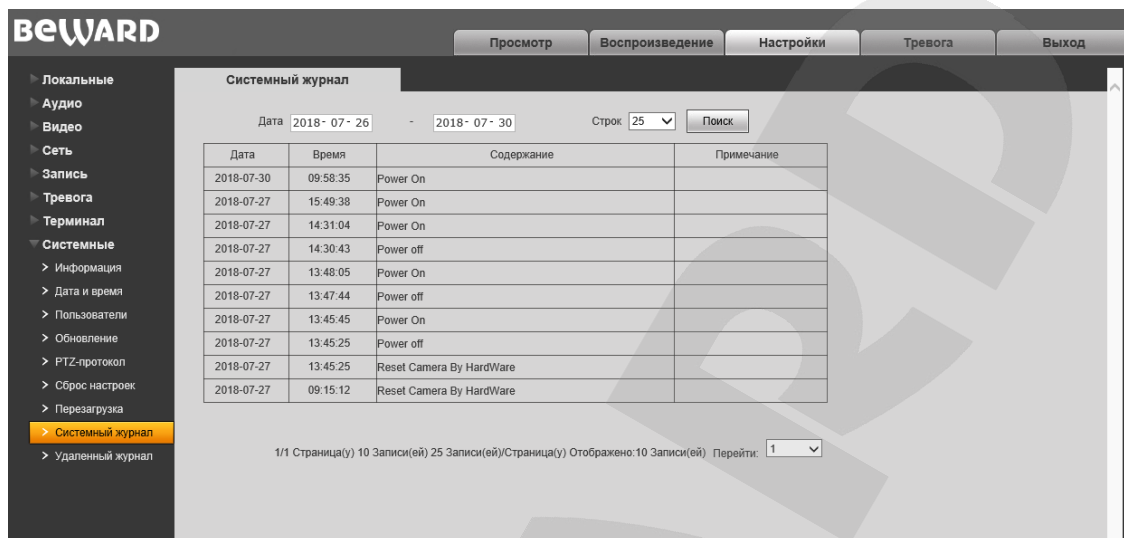 BEWARD
Просмотр Воспроизведение Настройки Тревога Выход
Локальные
Аудио
Видео
Сеть
Запись
Тревога
Терминал
Системные
Информация
Дата и время
Пользователи
Обновление
PTZ-протокол
Сброс настроек
Перезагрузка
Системный журнал
Удаленный журнал
Системный журнал
Дата 2018-07-26 - 2018-07-30 Строк 25 Поиск
Дата Время Содержание Примечание
2018-07-30 09:58:35 Power On
2018-07-27 15:49:38 Power On
2018-07-27 14:31:04 Power On
2018-07-27 14:30:43 Power off
2018-07-27 13:48:05 Power On
2018-07-27 13:47:44 Power off
2018-07-27 13:45:45 Power On
2018-07-27 13:45:25 Power off
2018-07-27 13:45:25 Reset Camera By HardWare
2018-07-27 09:15:12 Reset Camera By HardWare
1/1 Страница(у) 10 Записи(ей) 25 Записи(ей)/Страница(у) Отображено:10 Записи(ей) Перейти: 1